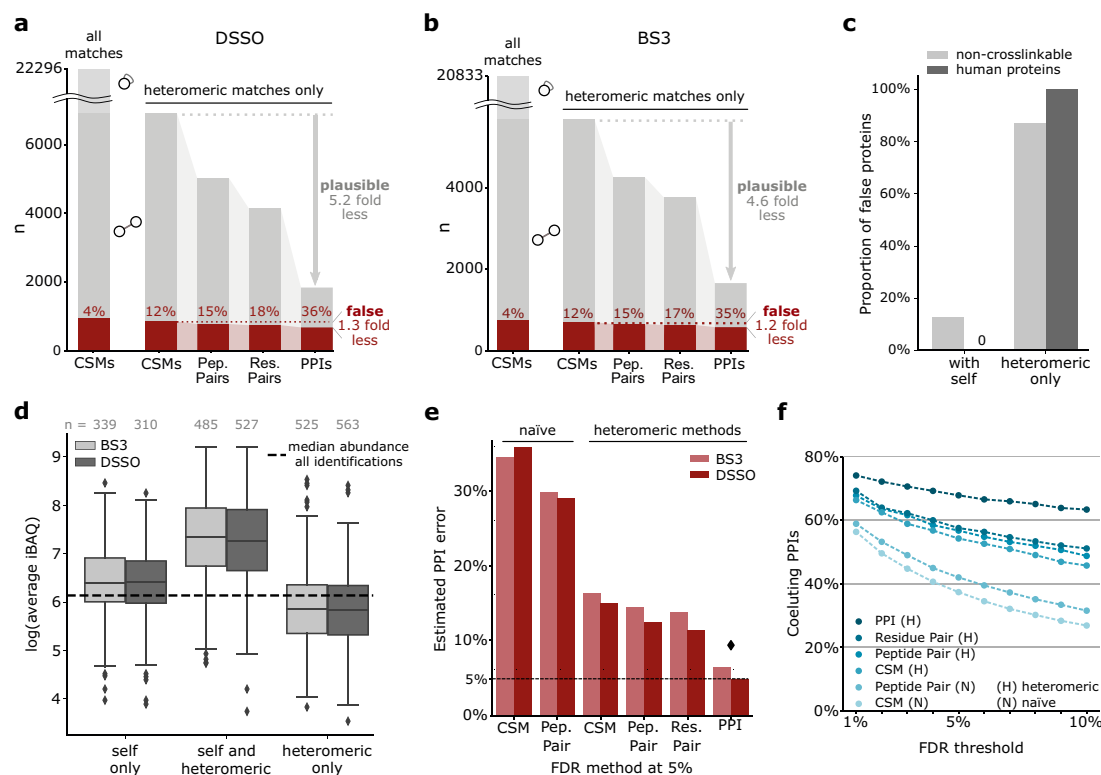 a
DSSO
all
matches
22296
heteromeric matches only
6000
4000
2000
0
n
plausible
5.2 fold
less
4%
12%
15%
18%
36%
false
1.3 fold
less
CSMs
CSMs
Pep.
Pairs
Res.
Pairs
PPIs
b
BS3
all
matches
20833
heteromeric matches only
4000
2000
0
n
plausible
4.6 fold
less
4%
12%
15%
17%
35%
false
1.2 fold
less
CSMs
CSMs
Pep.
Pairs
Res.
Pairs
PPIs
c
non-crosslinkable
human proteins
Proportion of false proteins
100%
80%
60%
40%
20%
0%
0
with
self
heteromeric
only
d
n = 339
310
485
527
525
563
BS3
DSSO
median abundance
all identifications
log(average iBAQ)
9
8
7
6
5
4
self
only
self and
heteromeric
heteromeric
only
e
naïve
heteromeric methods
BS3
DSSO
Estimated PPI error
30%
20%
10%
5%
0%
CSM
Pep.
Pair
CSM
Pep.
Pair
Res.
Pair
PPI
FDR method at 5%
f
Coeluting PPIs
80%
60%
40%
20%
0%
PPI (H)
Residue Pair (H)
Peptide Pair (H)
CSM (H)
Peptide Pair (N)
CSM (N)
(H) heteromeric
(N) naïve
1%
5%
10%
FDR threshold